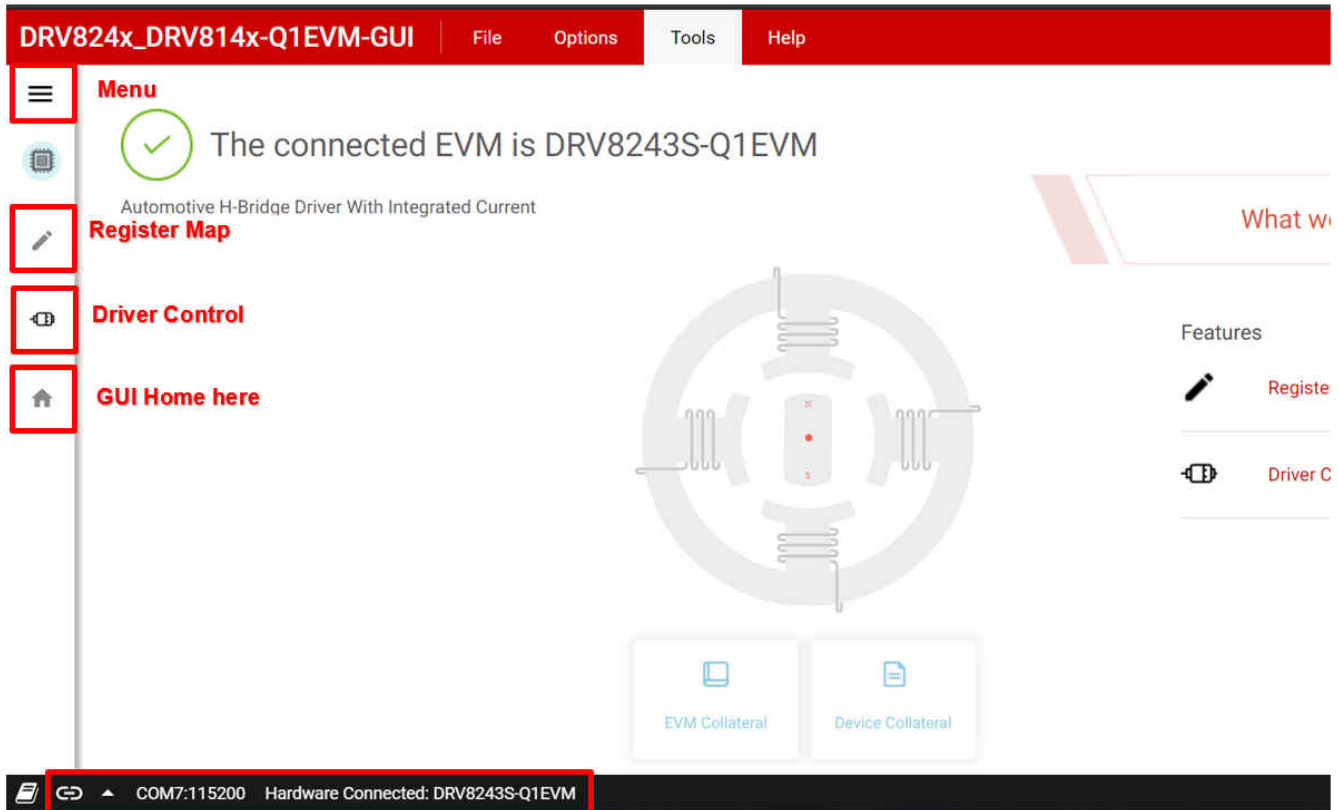 DRV824x_DRV814x-Q1EVM-GUI File Options Tools Help
Menu
The connected EVM is DRV8243S-Q1EVM
Automotive H-Bridge Driver With Integrated Current
Register Map
What we
Driver Control
Features
GUI Home here
Registe
N
S
Driver C
EVM Collateral Device Collateral
COM7:115200 Hardware Connected: DRV8243S-Q1EVM